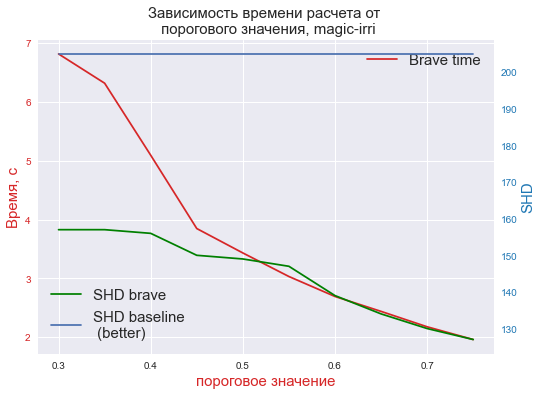 Зависимость времени расчета от
порогового значения, magic-irri
7
6
5
4
3
2
Время, с
200
190
180
170
160
150
140
130
SHD
Brave time
SHD brave
SHD baseline
(better)
0.3
0.4
0.5
0.6
0.7
пороговое значение